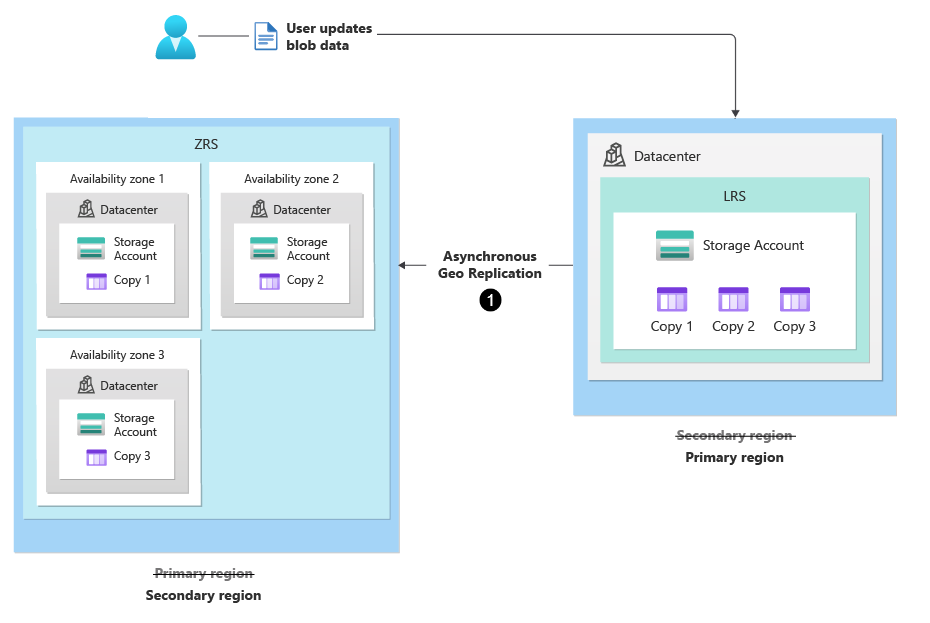 User updates
blob data
ZRS
Availability zone 1
Datacenter
Storage
Account
Copy 1
Availability zone 2
Datacenter
Storage
Account
Copy 2
Availability zone 3
Datacenter
Storage
Account
Copy 3
Primary region
Secondary region
Asynchronous
Geo Replication
1
Datacenter
LRS
Storage Account
Copy 1 Copy 2 Copy 3
Secondary region
Primary region